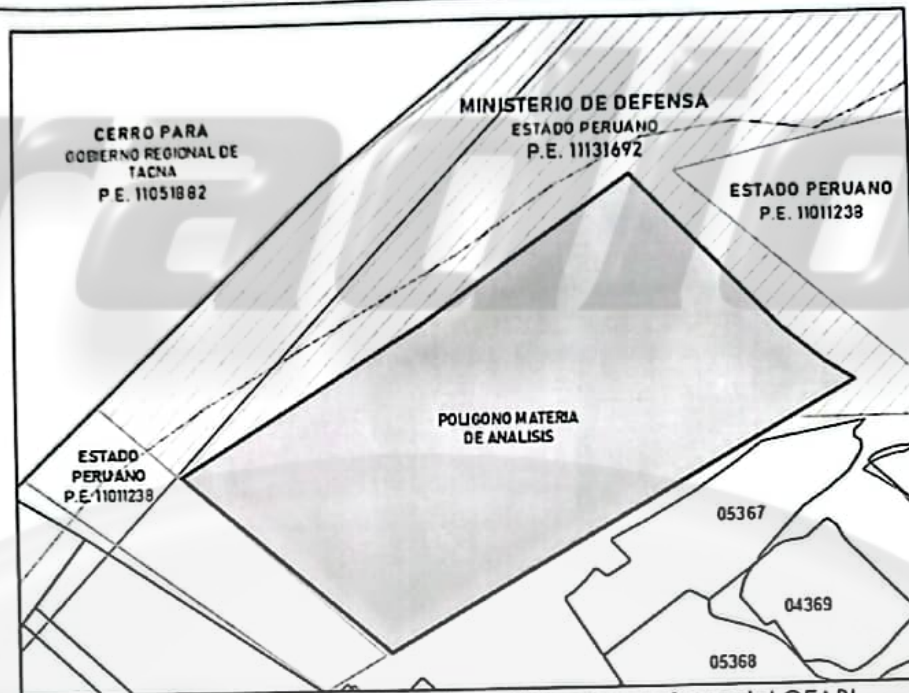 CERRO PARA
GOBIERNO REGIONAL DE
TACNA
P.E. 11051882
MINISTERIO DE DEFENSA
ESTADO PERUANO
P.E. 11131692
ESTADO PERUANO
P.E. 11011238
POLIGONO MATERIA
DE ANALISIS
ESTADO
PERUANO
P.E. 11011238
05367
04369
05368